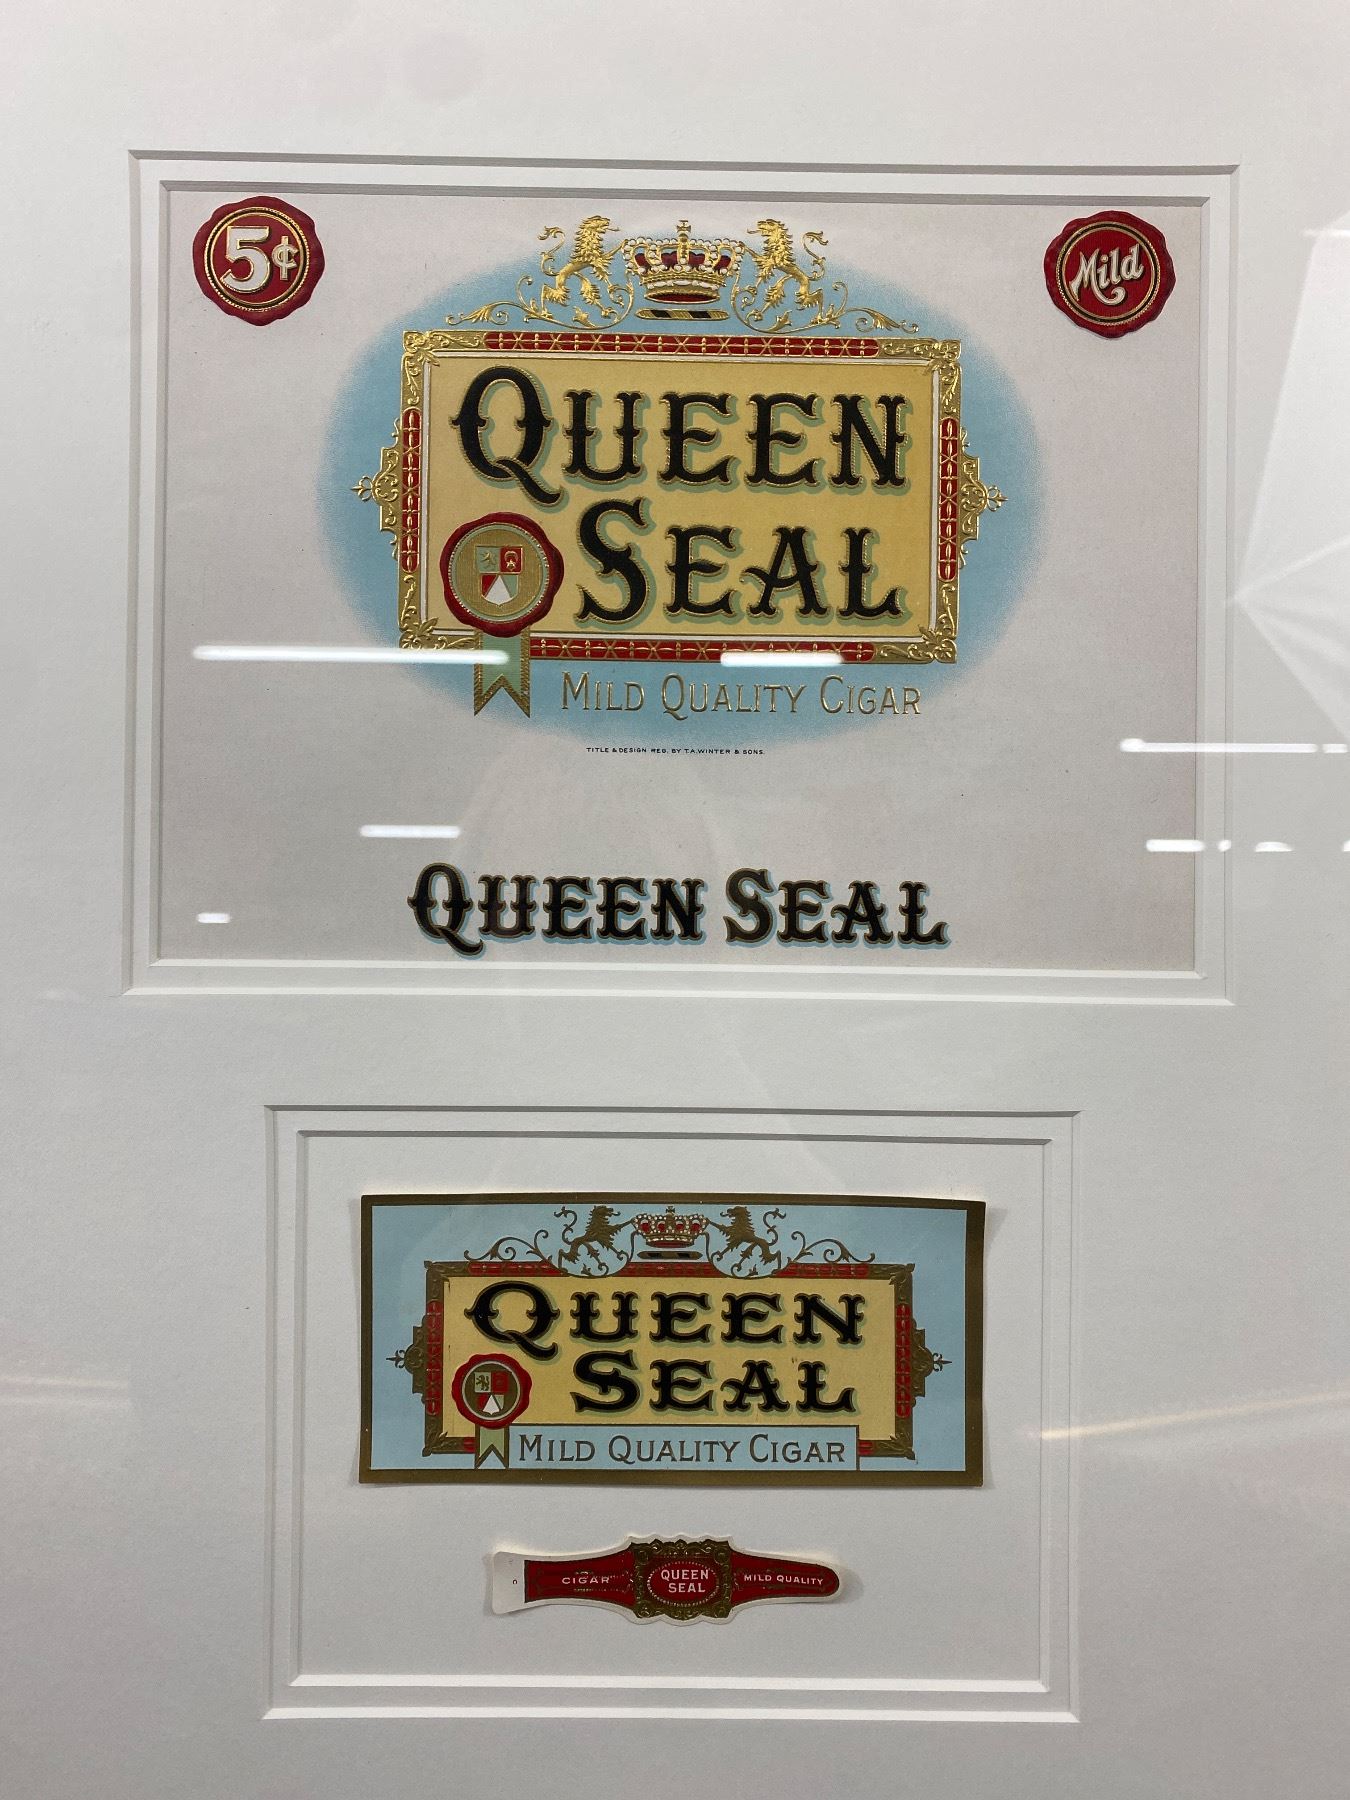 5¢
Mild
QUEEN
SEAL
MILD QUALITY CIGAR
TITLE & DESIGN REG. BY T.A. WINTER & SONS.
QUEEN SEAL
QUEEN
SEAL
MILD QUALITY CIGAR
CIGAR
QUEEN
SEAL
MILD QUALITY